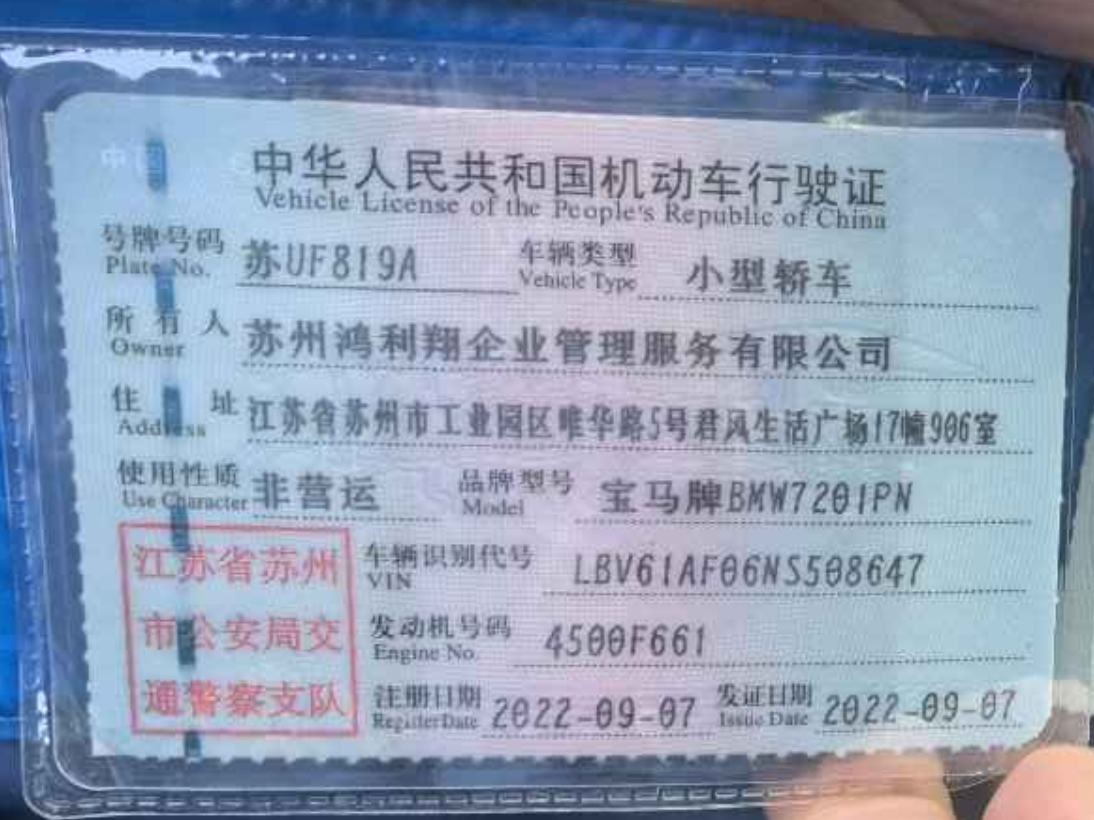 中华人民共和国机动车行驶证
Vehicle License of the People's Republic of China
号牌号码 苏UF819A 车辆类型 小型轿车
Plate No. Vehicle Type
所有人 苏州鸿利翔企业管理服务有限公司
Owner
住址 江苏省苏州市工业园区唯华路5号君风生活广场17幢906室
Address
使用性质 非营运 品牌型号 宝马牌BMW7201PN
Use Character Model
江苏省苏州 车辆识别代号 LBV61AF06NS508647
VIN
市公安局交 发动机号码 4500F661
Engine No.
通警察支队 注册日期 2022-09-07 发证日期 2022-09-07
Register Date Issue Date